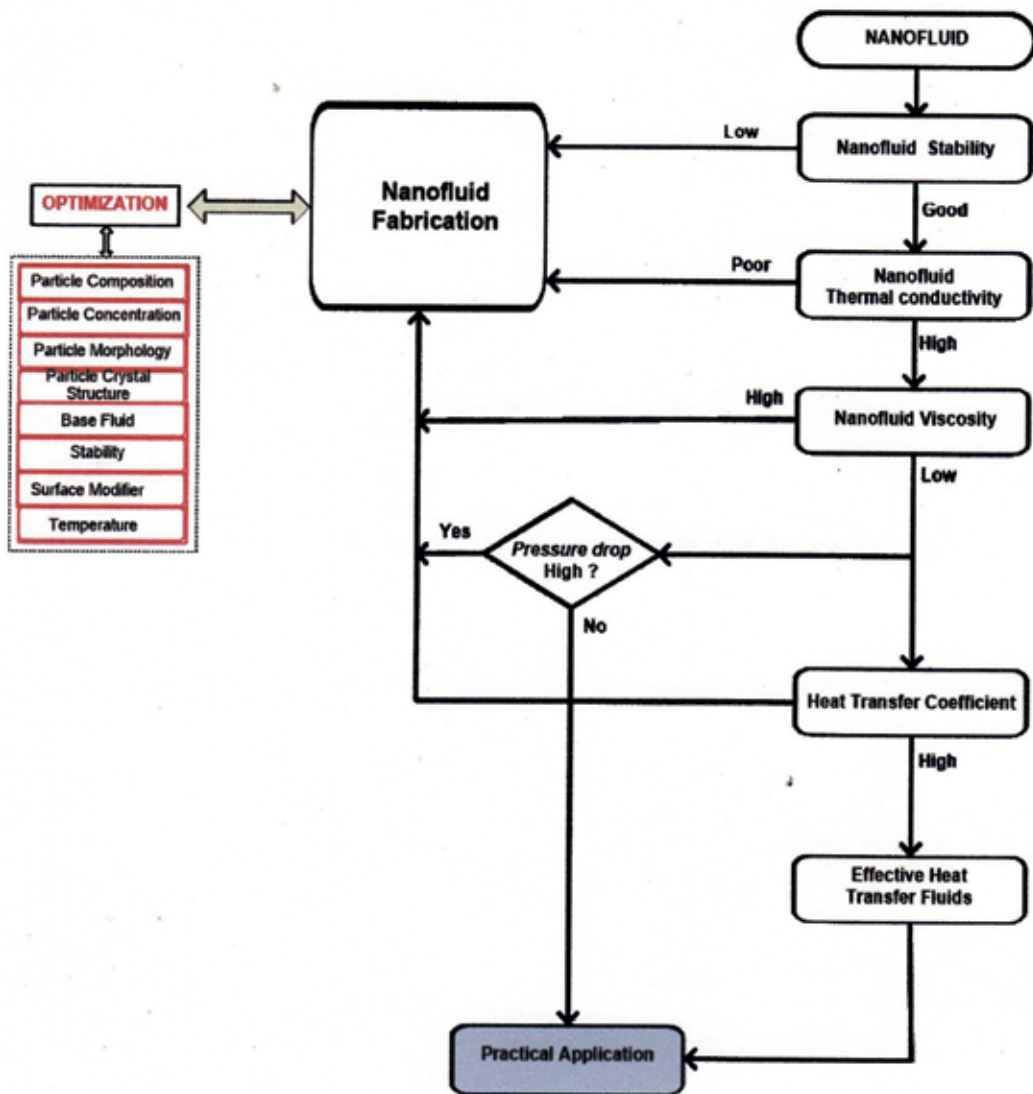 NANOFLUID
Low
Nanofluid Stability
Nanofluid
Fabrication
OPTIMIZATION
Good
Poor
Nanofluid
Thermal conductivity
Particle Composition
Particle Concentration
Particle Morphology
Particle Crystal
Structure
Base Fluid
Stability
Surface Modifier
Temperature
High
High
Nanofluid Viscosity
Low
Yes
Pressure drop
High ?
No
Heat Transfer Coefficient
High
Effective Heat
Transfer Fluids
Practical Application